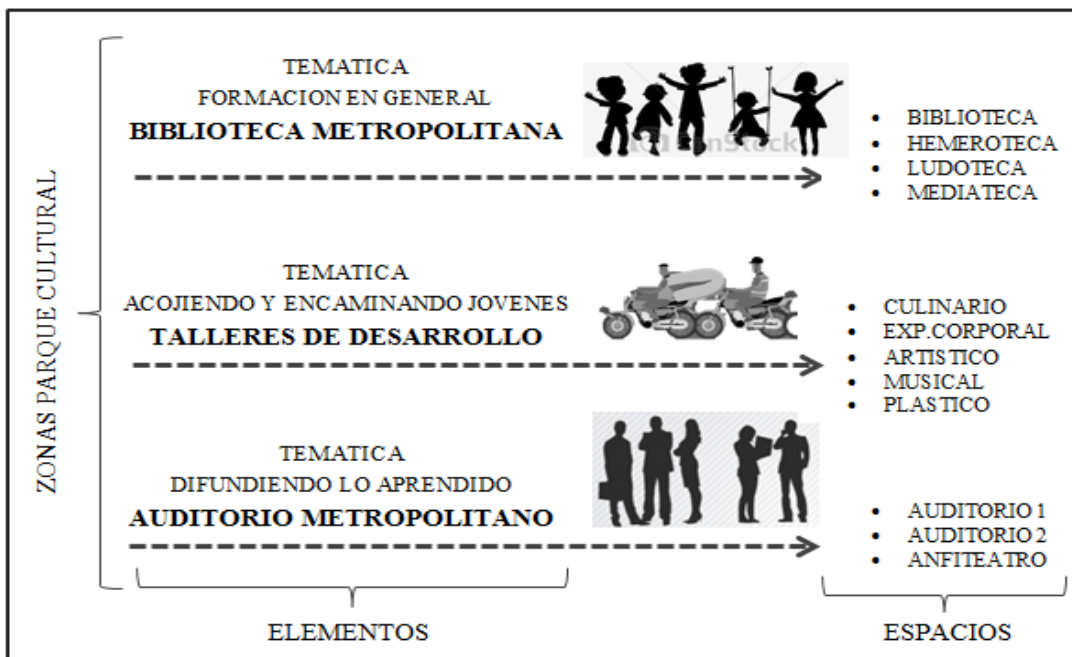 ZONAS PARQUE CULTURAL
TEMATICA
FORMACION EN GENERAL
BIBLIOTECA METROPOLITANA
• BIBLIOTECA
• HEMEROTECA
• LUDOTECA
• MEDIATECA
TEMATICA
ACOJIENDO Y ENCAMINANDO JOVENES
TALLERES DE DESARROLLO
• CULINARIO
• EXP.CORPORAL
• ARTISTICO
• MUSICAL
• PLASTICO
TEMATICA
DIFUNDIENDO LO APRENDIDO
AUDITORIO METROPOLITANO
• AUDITORIO 1
• AUDITORIO 2
• ANFITEATRO
ELEMENTOS
ESPACIOS